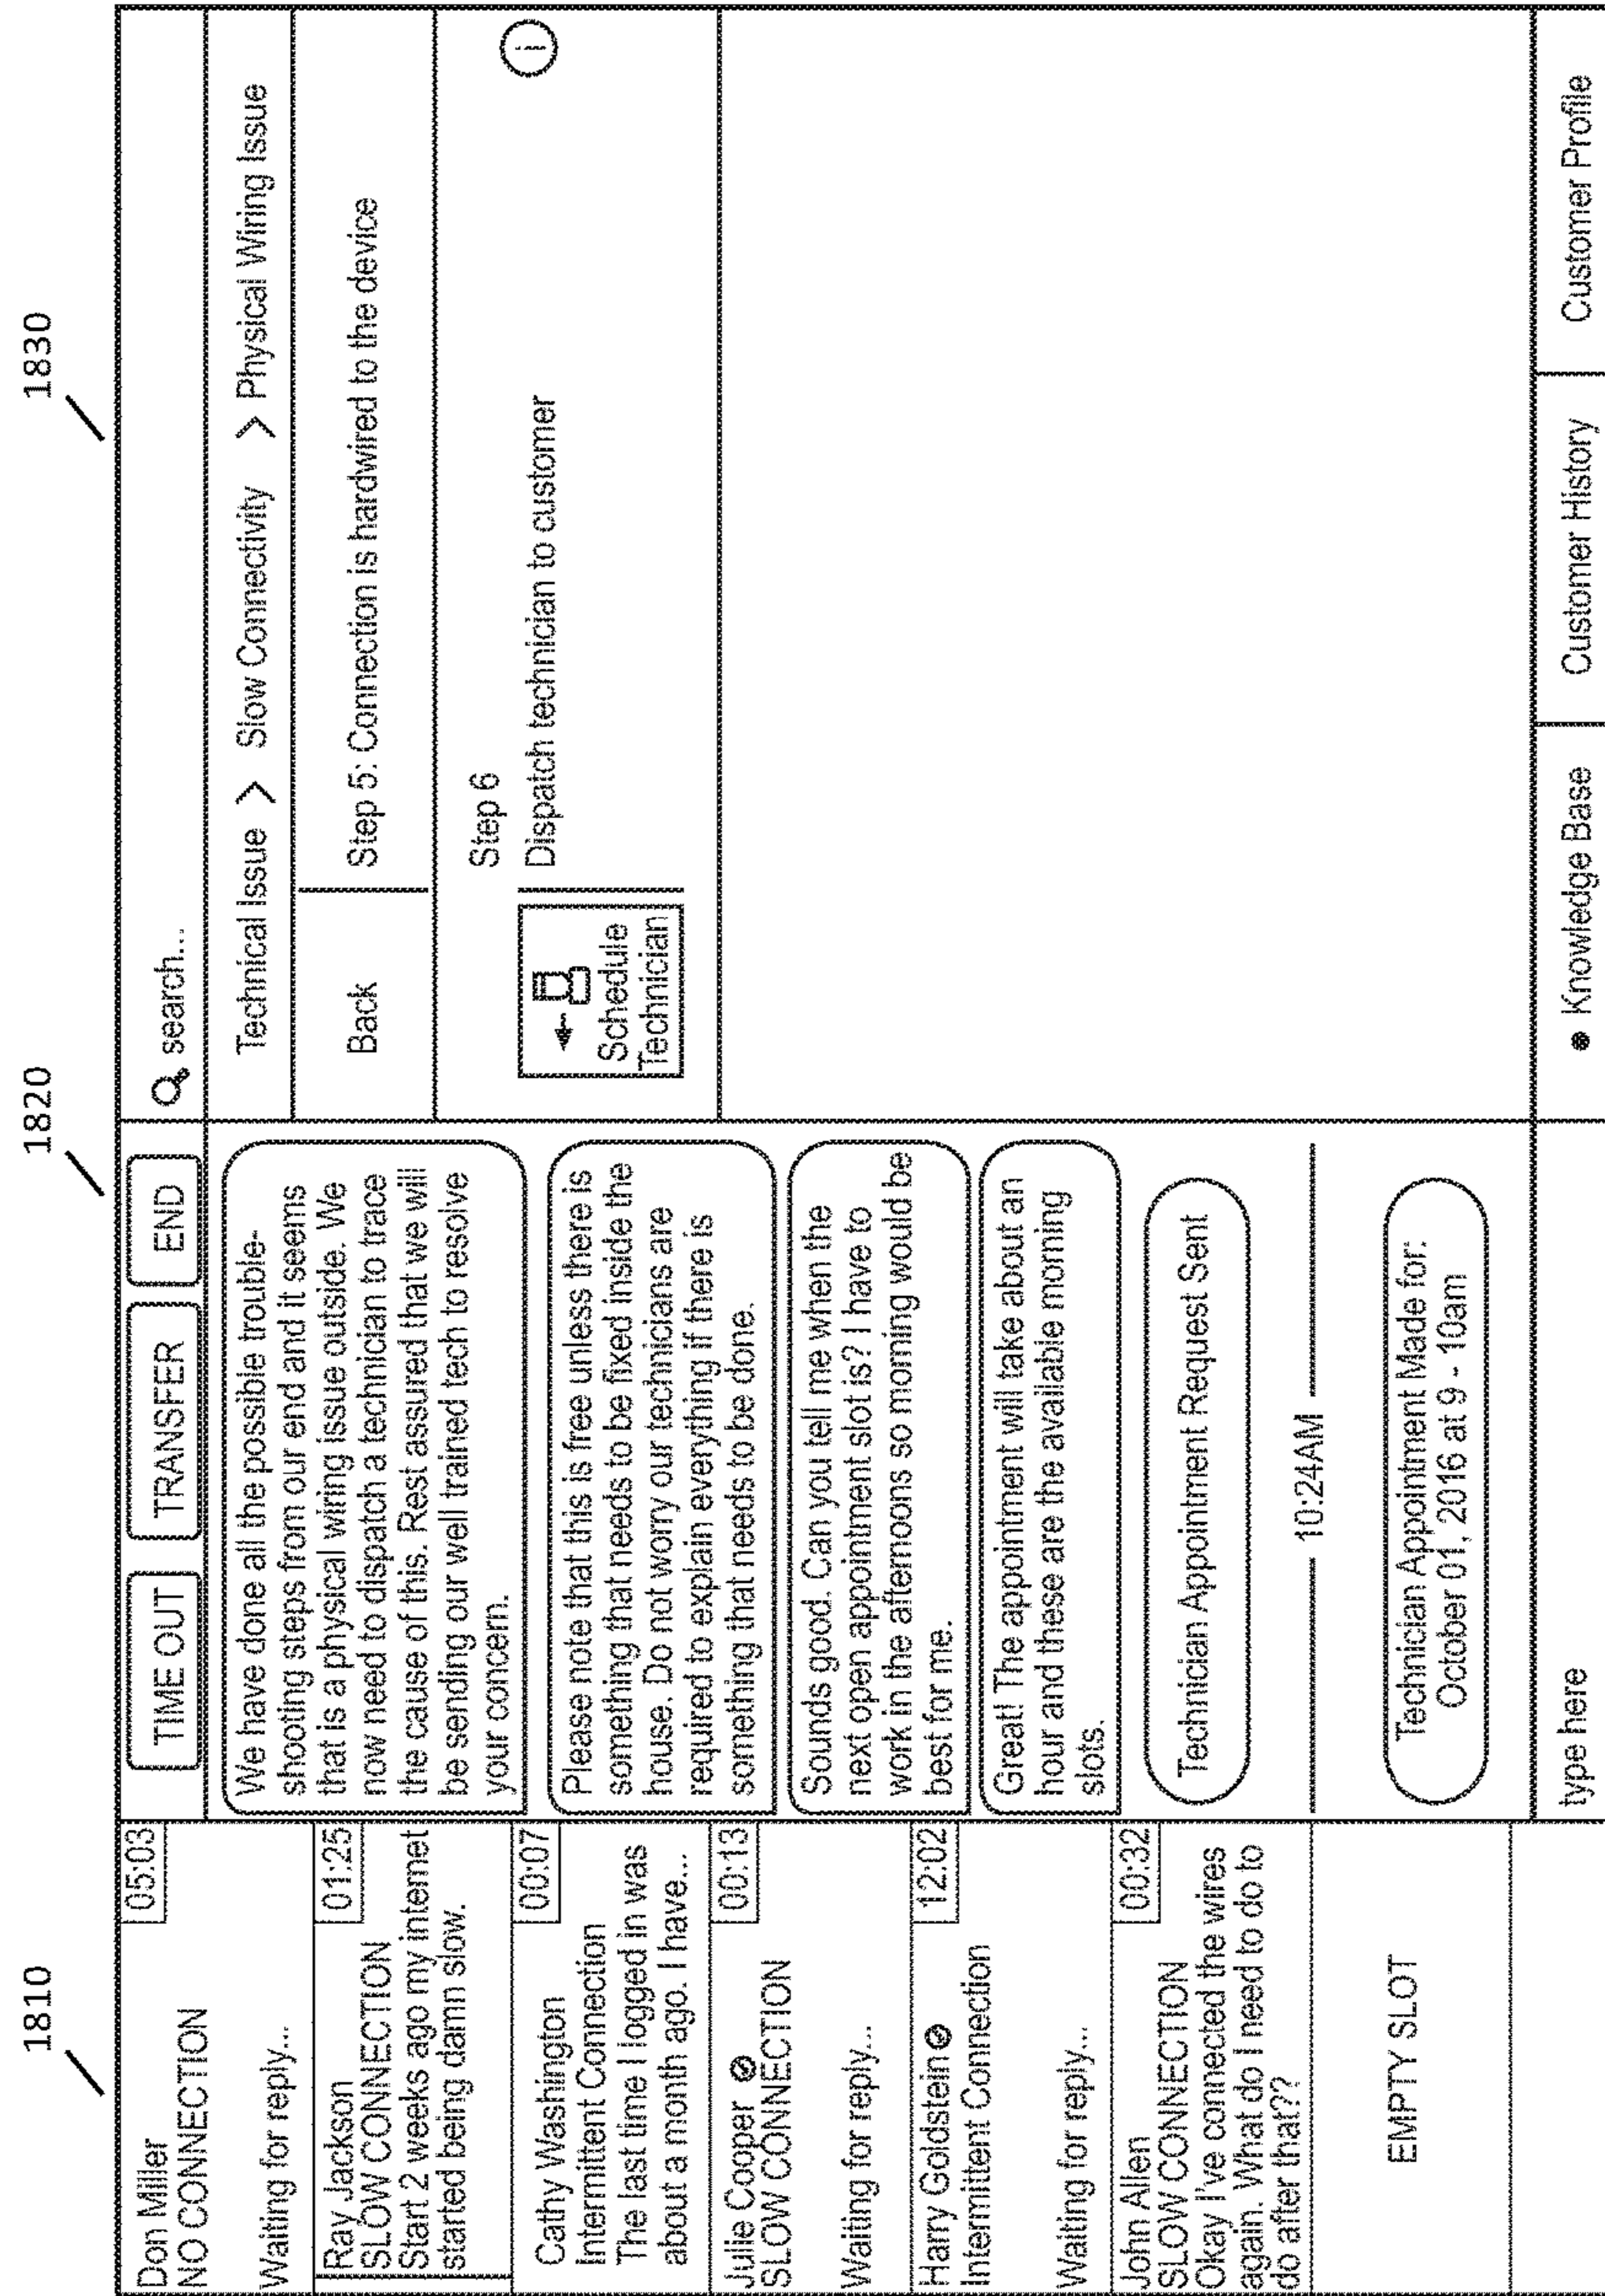 1810
1820
1830
Don Miller
05:03
NO CONNECTION
Waiting for reply...
Ray Jackson
01:25
SLOW CONNECTION
Start 2 weeks ago my internet
started being damn slow.
Cathy Washington
00:07
Intermittent Connection
The last time I logged in was
about a month ago. I have...
Julie Cooper
00:13
SLOW CONNECTION
Waiting for reply...
Harry Goldstein
12:02
Intermittent Connection
Waiting for reply...
John Allen
00:32
SLOW CONNECTION
Okay I've connected the wires
again. What do I need to do to
do after that??
EMPTY SLOT
TIME OUT
TRANSFER
END
We have done all the possible trouble-
shooting steps from our end and it seems
that is a physical wiring issue outside. We
now need to dispatch a technician to trace
the cause of this. Rest assured that we will
be sending our well trained tech to resolve
your concern.
Please note that this is free unless there is
something that needs to be fixed inside the
house. Do not worry our technicians are
required to explain everything if there is
something that needs to be done.
Sounds good. Can you tell me when the
next open appointment slot is? I have to
work in the afternoons so morning would be
best for me.
Great! The appointment will take about an
hour and these are the available morning
slots.
Technician Appointment Request Sent
10:24AM
Technician Appointment Made for:
October 01, 2016 at 9 - 10am
type here
search...
Technical Issue > Slow Connectivity > Physical Wiring Issue
Back
Step 5: Connection is hardwired to the device
Step 6
Schedule
Technician
Dispatch technician to customer
i
Knowledge Base
Customer History
Customer Profile